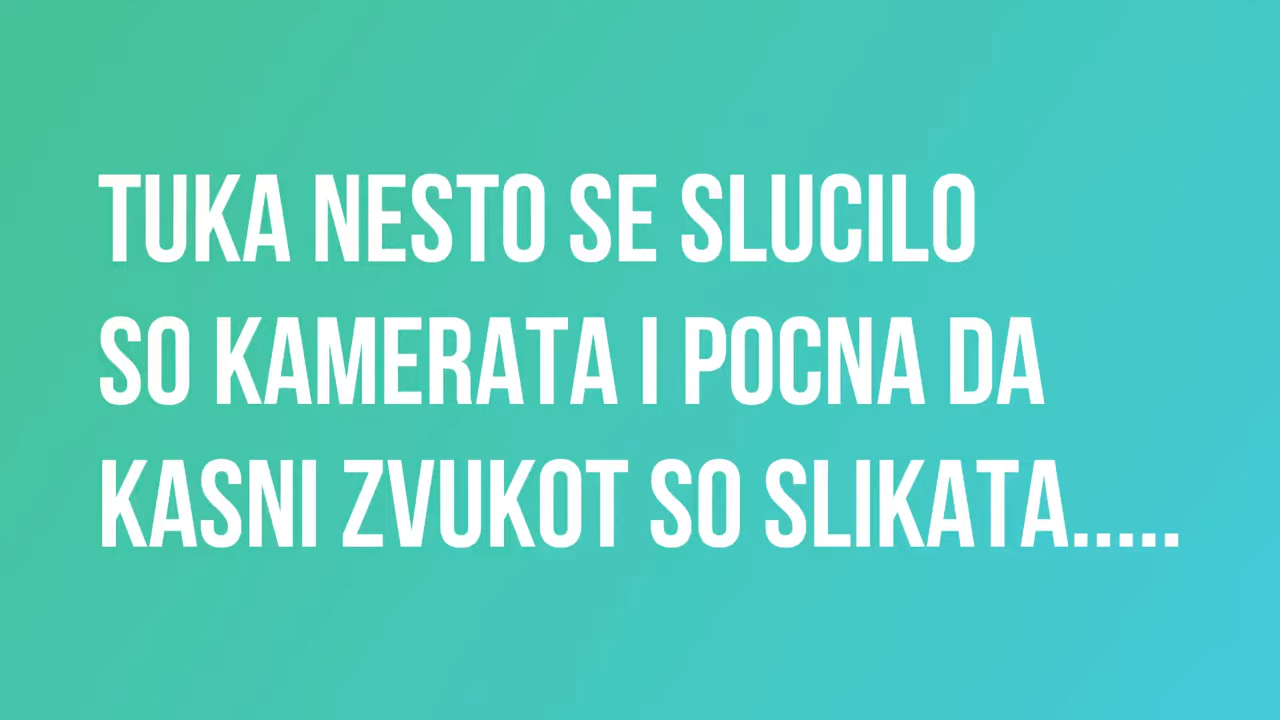 TUKA NESTO SE SLUCILO
SO KAMERATA I POCNA DA
KASNI ZVUKOT SO SLIKATA.....